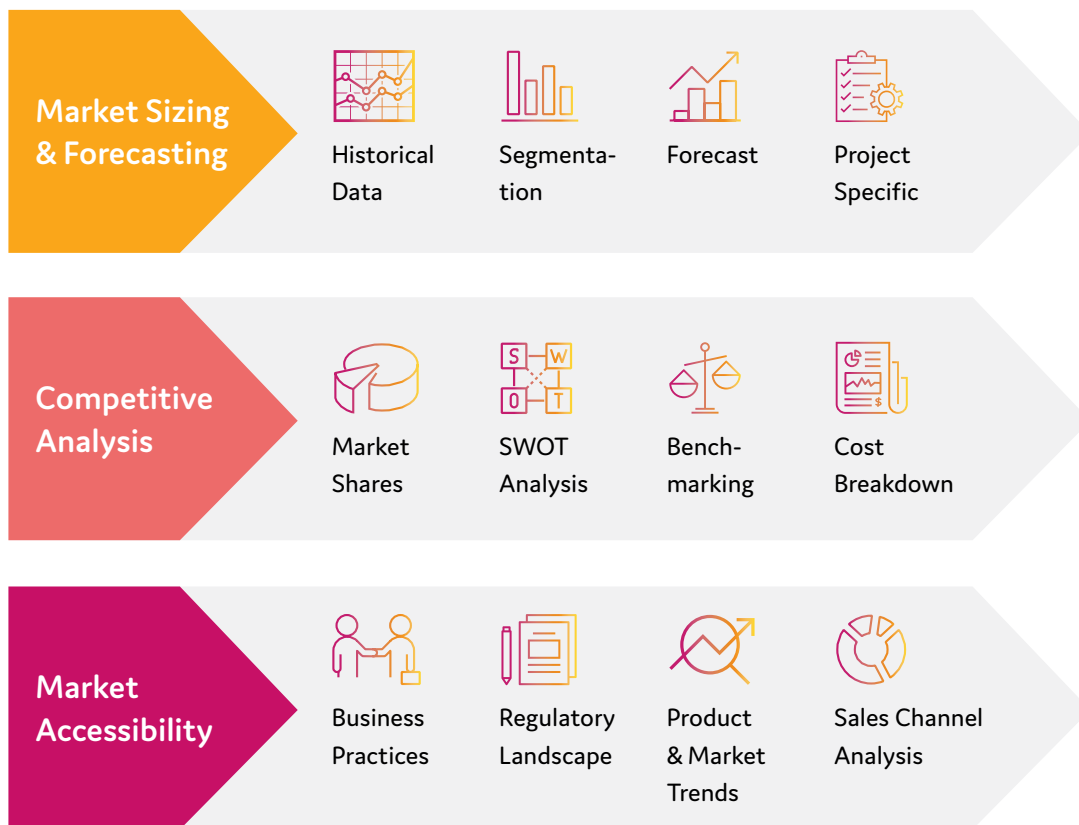 Market Sizing
& Forecasting
Historical
Data
Segmenta-
tion
Forecast
Project
Specific
Competitive
Analysis
Market
Shares
S W
O T
SWOT
Analysis
Bench-
marking
$
Cost
Breakdown
Market
Accessibility
Business
Practices
Regulatory
Landscape
Product
& Market
Trends
Sales Channel
Analysis